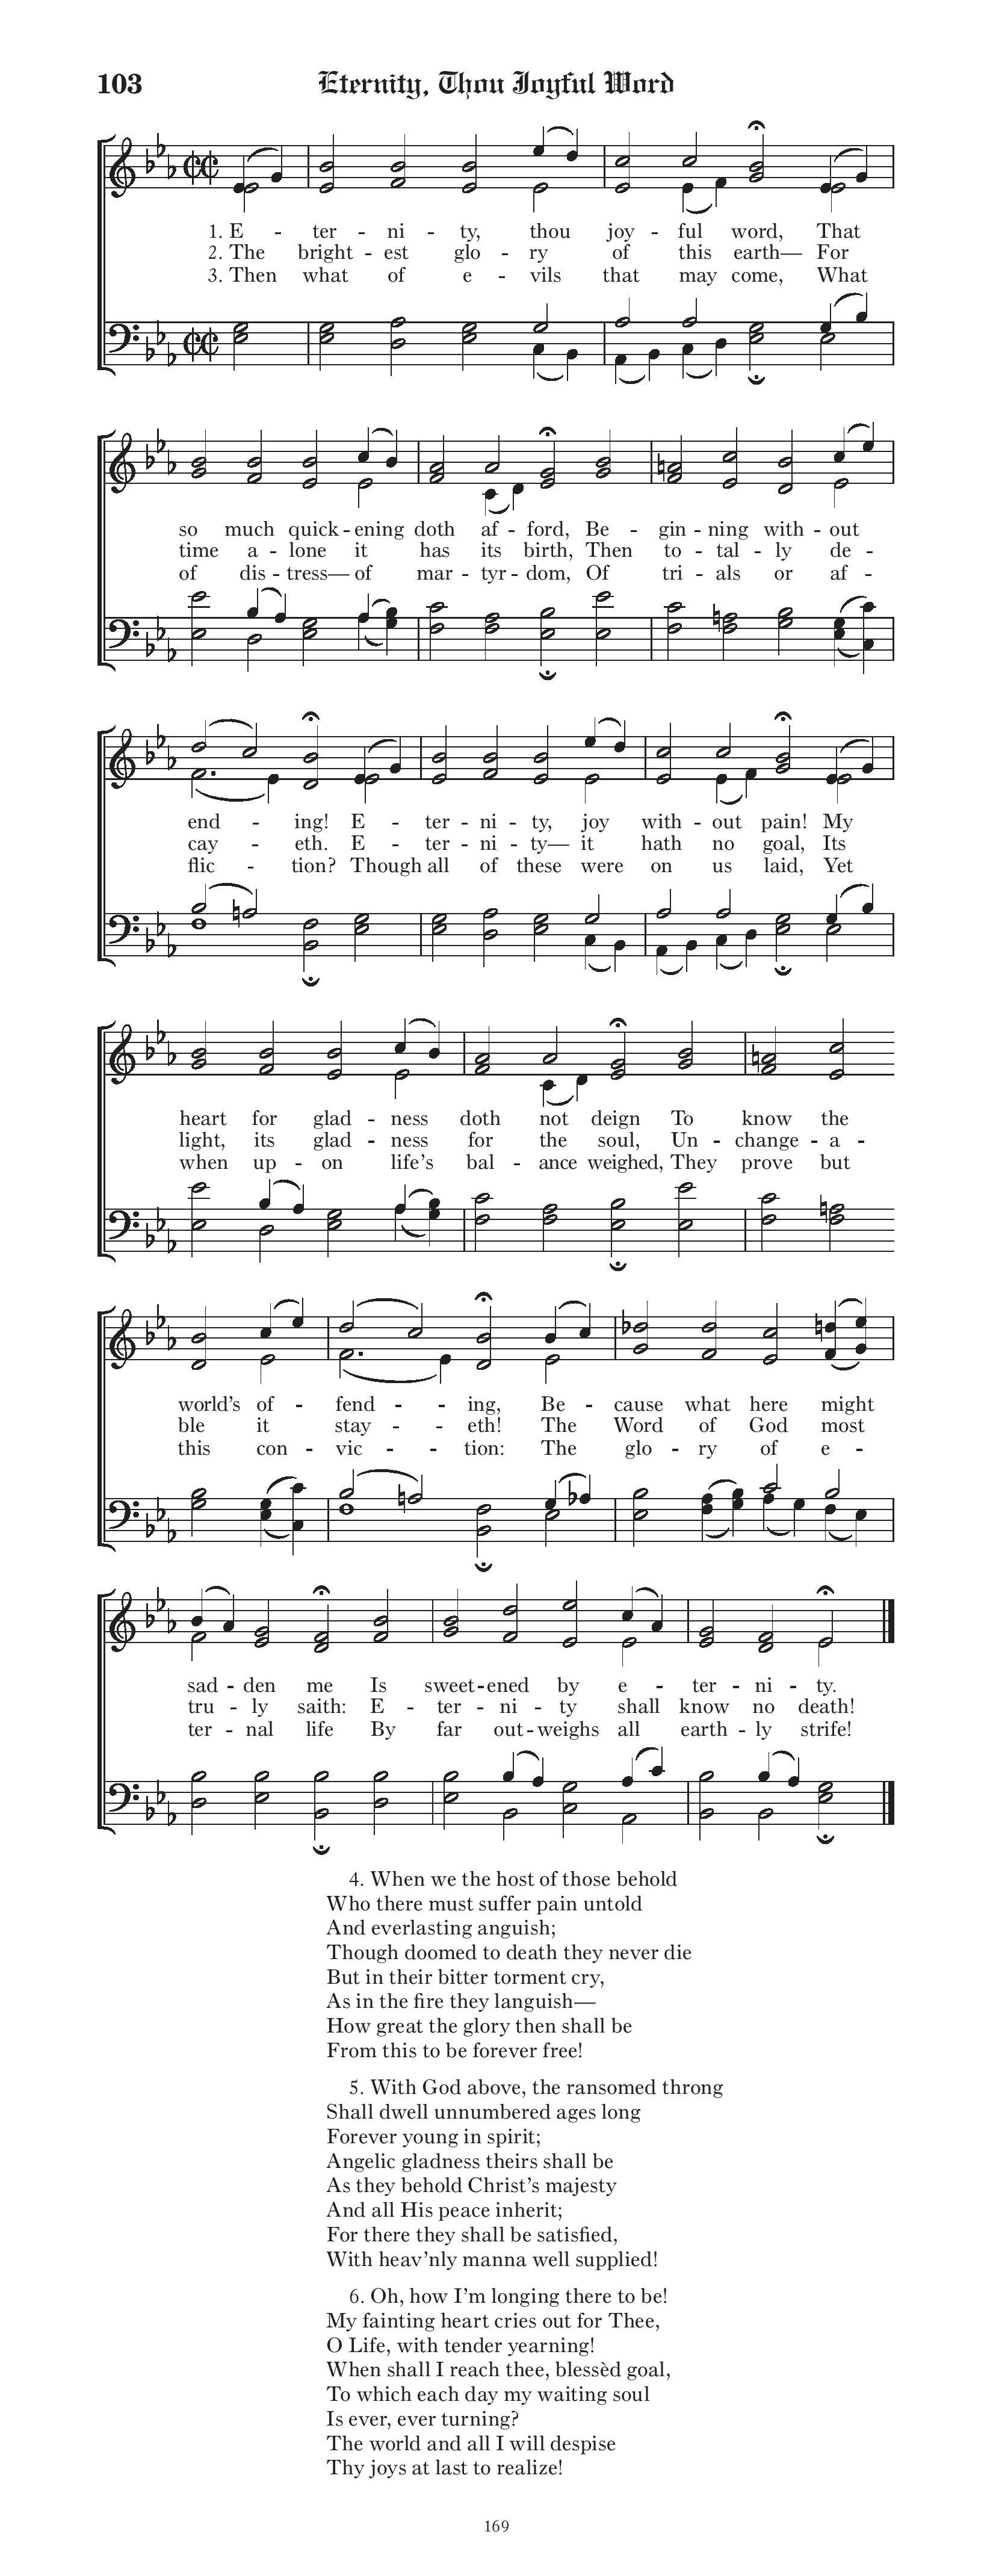 103 Eternity, Thou Joyful Word
1. E - ter - ni - ty, thou joy - ful word, That
2. The bright - est glo - ry of this earth— For
3. Then what of e - vils that may come, What
so much quick - ening doth af - ford, Be - gin - ning with - out
time a - lone it has its birth, Then to - tal - ly de -
of dis - tress— of mar - tyr - dom, Of tri - als or af -
end - ing! E - ter - ni - ty, joy with - out pain! My
cay - eth. E - ter - ni - ty— it hath no goal, Its
flic - tion? Though all of these were on us laid, Yet
heart for glad - ness doth not deign To know the
light, its glad - ness for the soul, Un - change - a -
when up - on life’s bal - ance weighed, They prove but
world’s of - fend - ing, Be - cause what here might
ble it stay - eth! The Word of God most
this con - vic - tion: The glo - ry of e -
sad - den me Is sweet - ened by e - ter - ni - ty.
tru - ly saith: E - ter - ni - ty shall know no death!
ter - nal life By far out - weighs all earth - ly strife!
4. When we the host of those behold
Who there must suffer pain untold
And everlasting anguish;
Though doomed to death they never die
But in their bitter torment cry,
As in the fire they languish—
How great the glory then shall be
From this to be forever free!
5. With God above, the ransomed throng
Shall dwell unnumbered ages long
Forever young in spirit;
Angelic gladness theirs shall be
As they behold Christ’s majesty
And all His peace inherit;
For there they shall be satisfied,
With heav’nly manna well supplied!
6. Oh, how I’m longing there to be!
My fainting heart cries out for Thee,
O Life, with tender yearning!
When shall I reach thee, blessèd goal,
To which each day my waiting soul
Is ever, ever turning?
The world and all I will despise
Thy joys at last to realize!
169